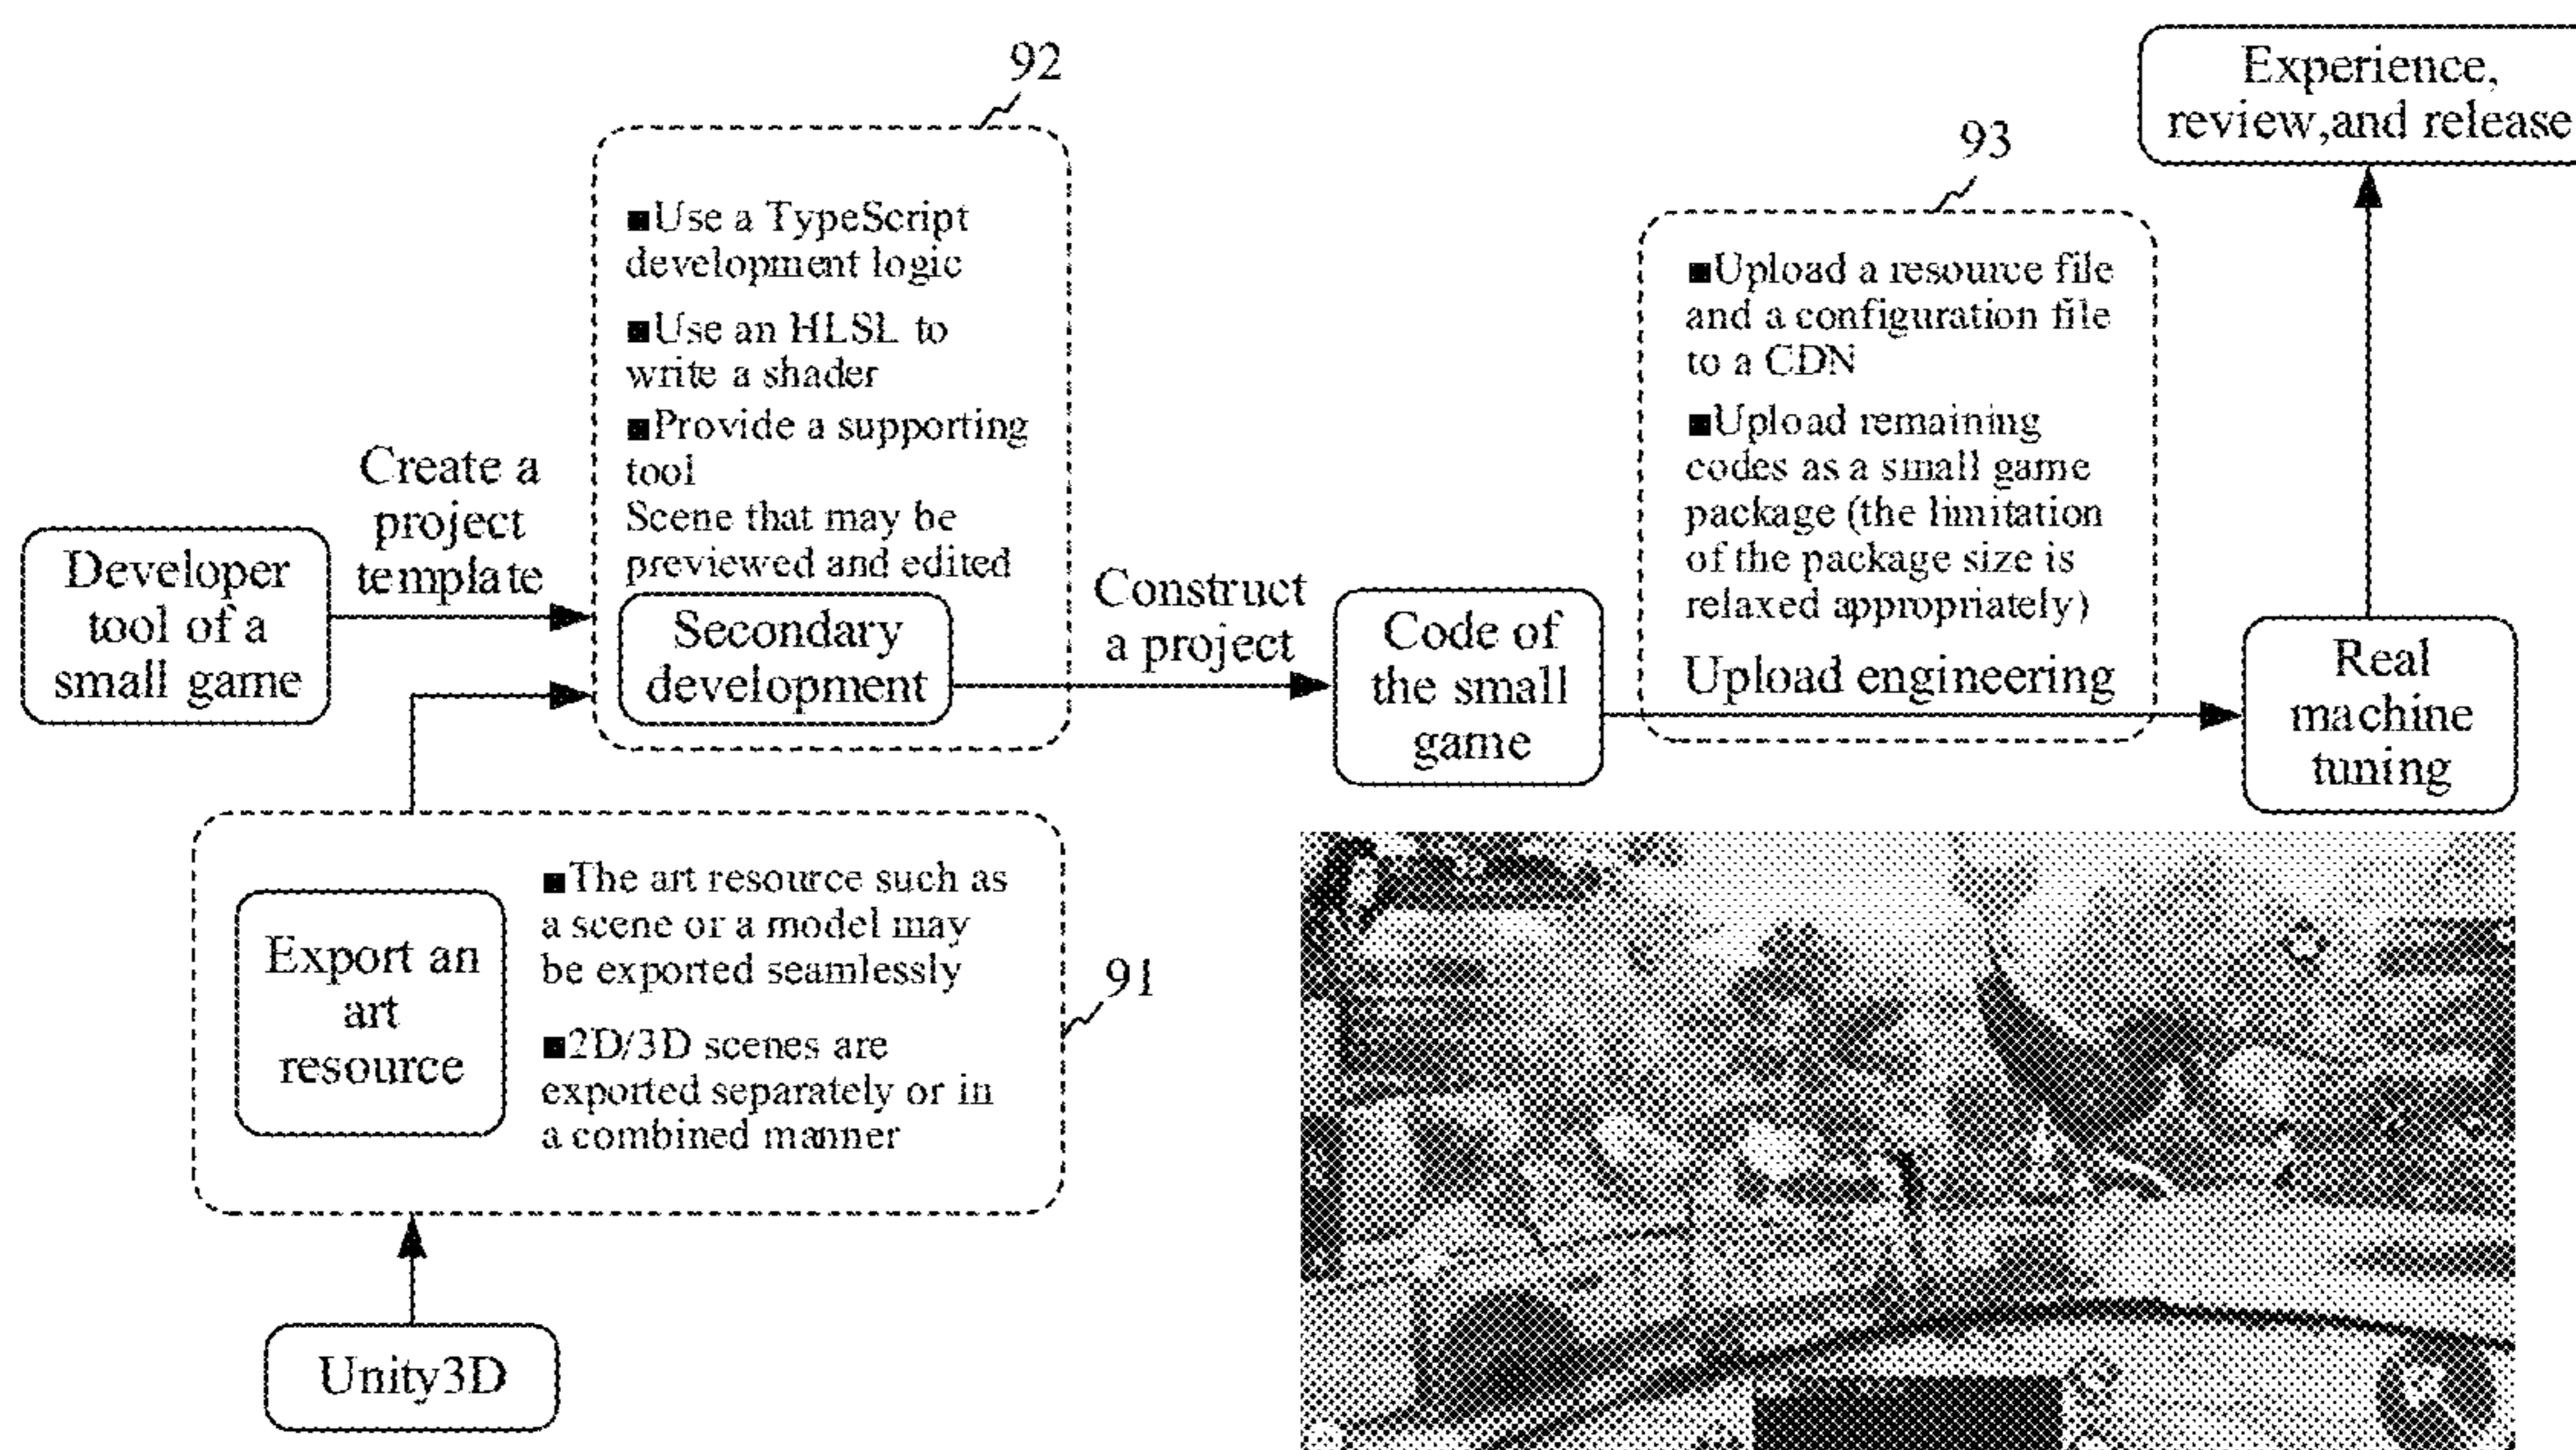 92
Experience,
review,and release
93
■Use a TypeScript
development logic
■Use an HLSL to
write a shader
■Provide a supporting
tool
Scene that may be
previewed and edited
Secondary
development
■Upload a resource file
and a configuration file
to a CDN
■Upload remaining
codes as a small game
package (the limitation
of the package size is
relaxed appropriately)
Upload engineering
Create a
project
template
Developer
tool of a
small game
Construct
a project
Code of
the small
game
Real
machine
tuning
Export an
art
resource
■The art resource such as
a scene or a model may
be exported seamlessly
■2D/3D scenes are
exported separately or in
a combined manner
91
Unity3D